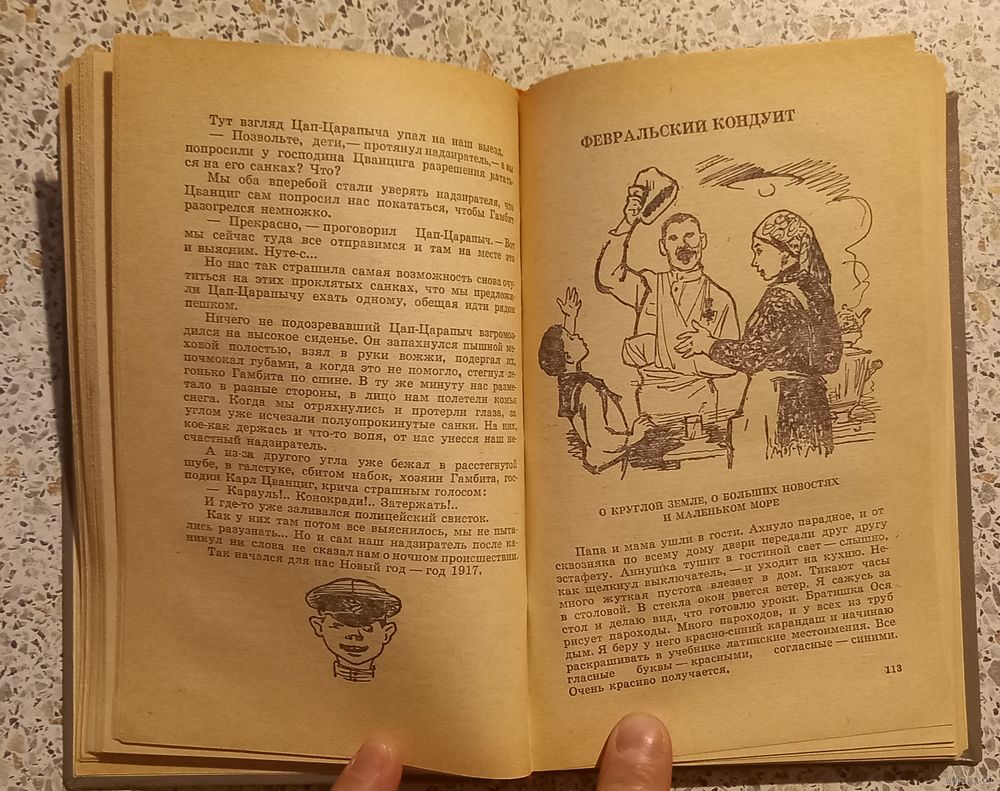 Тут взгляд Цап-Царапыча упал на наш выезд.
— Позвольте, дети,— протянул надзиратель,— а вы
попросили у господина Цванцига разрешения катать-
ся на его санках? Что?
Мы оба вперебой стали уверять надзирателя, что
Цванциг сам попросил нас покататься, чтобы Гамбит
разогрелся немножко.
— Прекрасно, — проговорил Цап-Царапыч. — Вот
мы сейчас туда все отправимся и там на месте это
и выясним. Нуте-с...
Но нас так страшила самая возможность снова очу-
титься на этих проклятых санках, что мы предложи-
ли Цап-Царапычу ехать одному, обещая идти рядом
пешком.
Ничего не подозревавший Цап-Царапыч взгромоз-
дился на высокое сиденье. Он запахнулся пышной ме-
ховой полостью, взял в руки вожжи, подергал их,
почмокал губами, а когда это не помогло, стегнул ле-
гонько Гамбита по спине. В ту же минуту нас разме-
тало в разные стороны, в лицо нам полетели комья
снега. Когда мы отряхнулись и протерли глаза, за
углом уже исчезали полуопрокинутые санки. На них,
кое-как держась и что-то вопя, от нас унесся наш не-
счастный надзиратель.
А из-за другого угла уже бежал в расстегнутой
шубе, в галстуке, сбитом набок, хозяин Гамбита, гос-
подин Карл Цванциг, крича страшным голосом:
— Карауль!.. Конокради!.. Затержать!..
И где-то уже заливался полицейский свисток.
Как у них там потом все выяснилось, мы не пыта-
лись разузнать... Но и сам наш надзиратель после ка-
никул ни слова не сказал нам о ночном происшествии.
Так начался для нас Новый год — год 1917.
ФЕВРАЛЬСКИЙ КОНДУИТ
О КРУГЛОЙ ЗЕМЛЕ, О БОЛЬШИХ НОВОСТЯХ
И МАЛЕНЬКОМ МОРЕ
Папа и мама ушли в гости. Ахнуло парадное, и от
сквозняка по всему дому двери передали друг другу
эстафету. Аннушка тушит в гостиной свет — слышно,
как щелкнул выключатель, — и уходит на кухню. Не-
много жуткая пустота влезает в дом. Тикают часы
в столовой. В стекла окон рвется ветер. Я сажусь за
стол и делаю вид, что готовлю уроки. Братишка Ося
рисует пароходы. Много пароходов, и у всех из труб
дым. Я беру у него красно-синий карандаш и начинаю
раскрашивать в учебнике латинские местоимения. Все
гласные буквы — красными, согласные — синими.
Очень красиво получается.
113